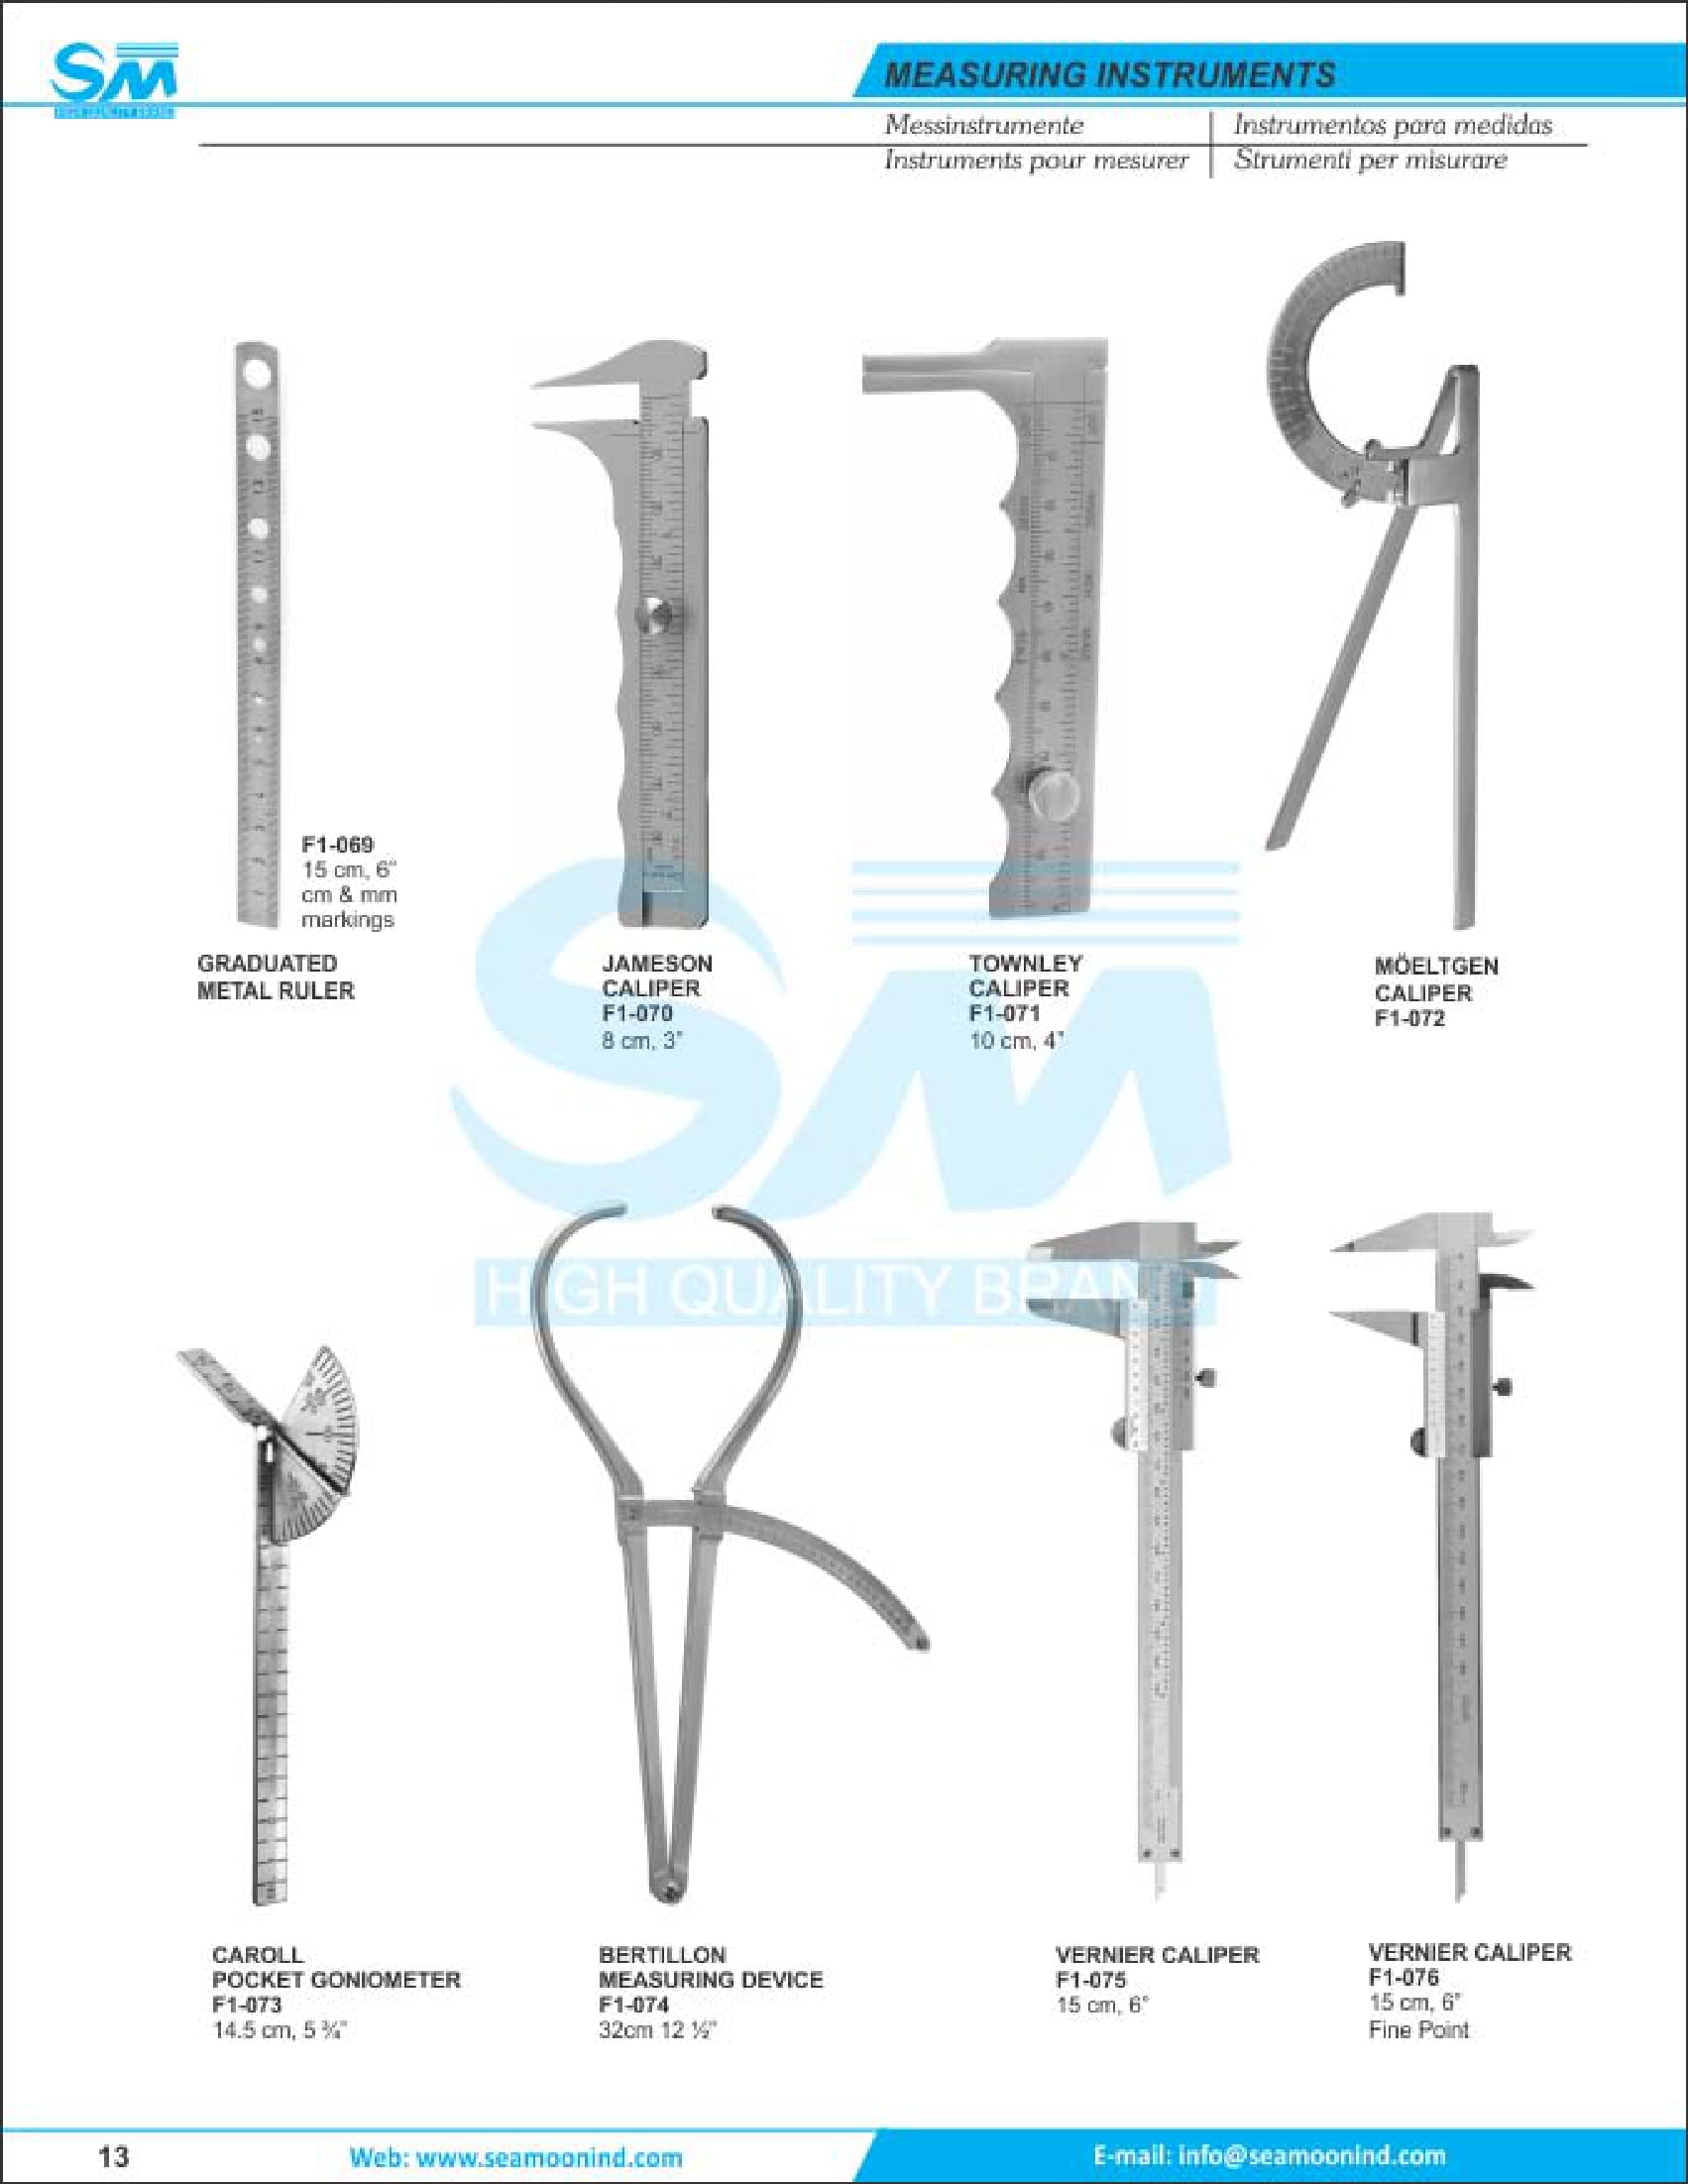 SM
HIGH QUALITY BRAND
MEASURING INSTRUMENTS
Messinstrumente
Instrumentos para medidas
Instruments pour mesurer
Strumenti per misurare
F1-069
15 cm, 6"
cm & mm
markings
GRADUATED
METAL RULER
JAMESON
CALIPER
F1-070
8 cm, 3"
TOWNLEY
CALIPER
F1-071
10 cm, 4"
MÖELTGEN
CALIPER
F1-072
SM
HIGH QUALITY BRAND
CAROLL
POCKET GONIOMETER
F1-073
14.5 cm, 5 ¾"
BERTILLON
MEASURING DEVICE
F1-074
32cm 12 ½"
VERNIER CALIPER
F1-075
15 cm, 6"
VERNIER CALIPER
F1-076
15 cm, 6"
Fine Point
13
Web: www.seamoonind.com
E-mail: info@seamoonind.com